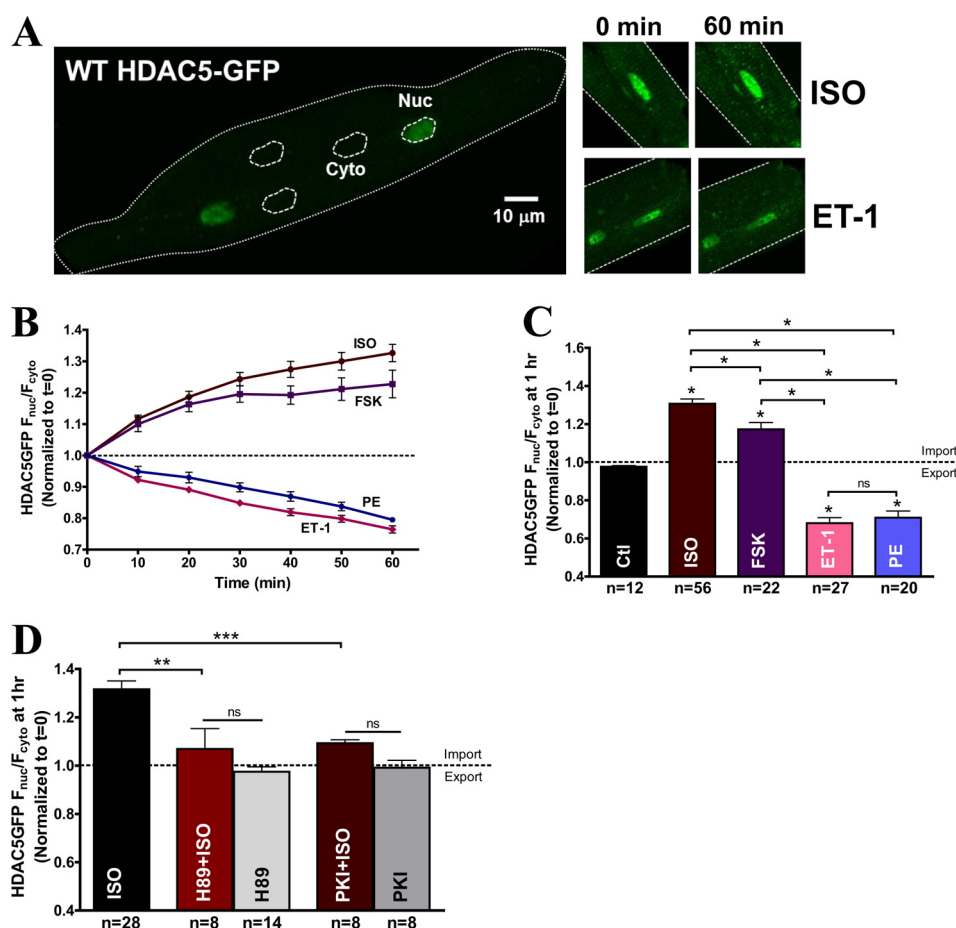 A
WT HDAC5-GFP
Nuc
Cyto
10 μm
0 min
60 min
ISO
ET-1
B
HDAC5GFP Fnuc/Fcyto
(Normalized to t=0)
1.4
1.3
1.2
1.1
1.0
0.9
0.8
0.7
ISO
FSK
PE
ET-1
0
10
20
30
40
50
60
Time (min)
C
HDAC5GFP Fnuc/Fcyto at 1 hr
(Normalized to t=0)
1.6
1.4
1.2
1.0
0.8
0.6
0.4
*
*
*
*
*
*
*
ns
*
*
Import
Export
Ctl
ISO
FSK
ET-1
PE
n=12
n=56
n=22
n=27
n=20
D
HDAC5GFP Fnuc/Fcyto at 1hr
(Normalized to t=0)
1.4
1.2
1.0
0.8
0.6
0.4
***
**
ns
ns
Import
Export
ISO
H89+ISO
H89
PKI+ISO
PKI
n=28
n=8
n=14
n=8
n=8